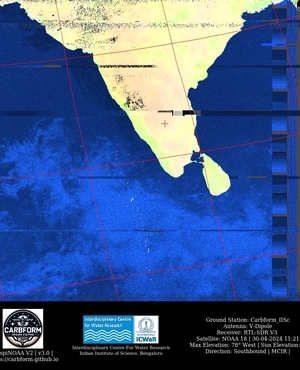 CARBFORM
spiNOAA V2 | v3.0 |
s://carbform.github.io
Interdisciplinary Centre
for Water Research
ICWaR
Interdisciplinary Centre For Water Research
Indian Institute of Science, Bengaluru
Ground Station: Carbform_IISc
Antenna: V-Dipole
Receiver: RTL-SDR V3
Satellite: NOAA 18 | 30-04-2024 11:21
Max Elevation: 78° West | Sun Elevation:
Direction: Southbound | MCIR |